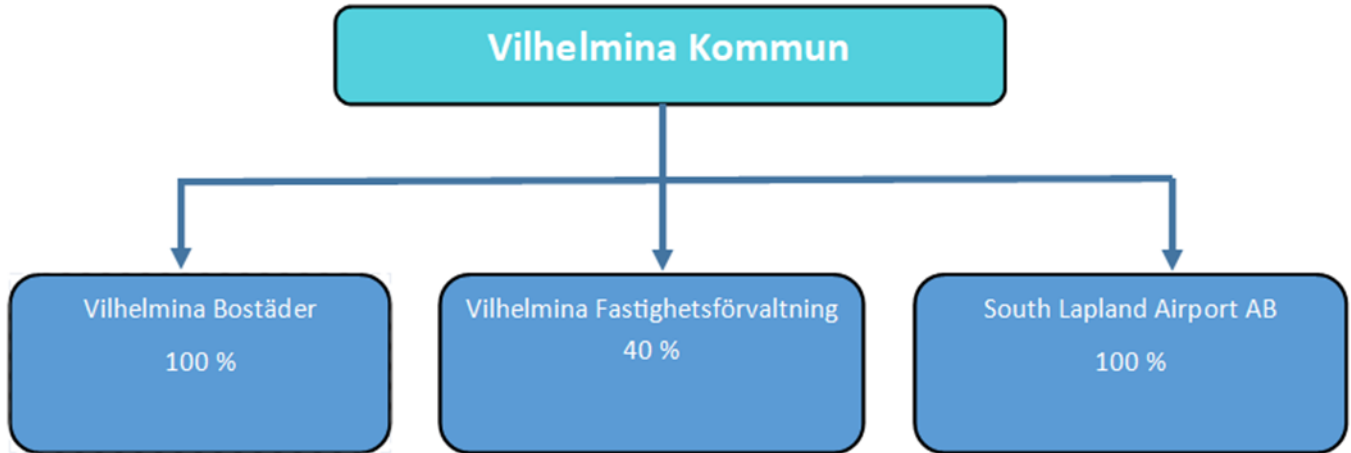 Vilhelmina Kommun
Vilhelmina Bostäder
100 %
Vilhelmina Fastighetsförvaltning
40 %
South Lapland Airport AB
100 %